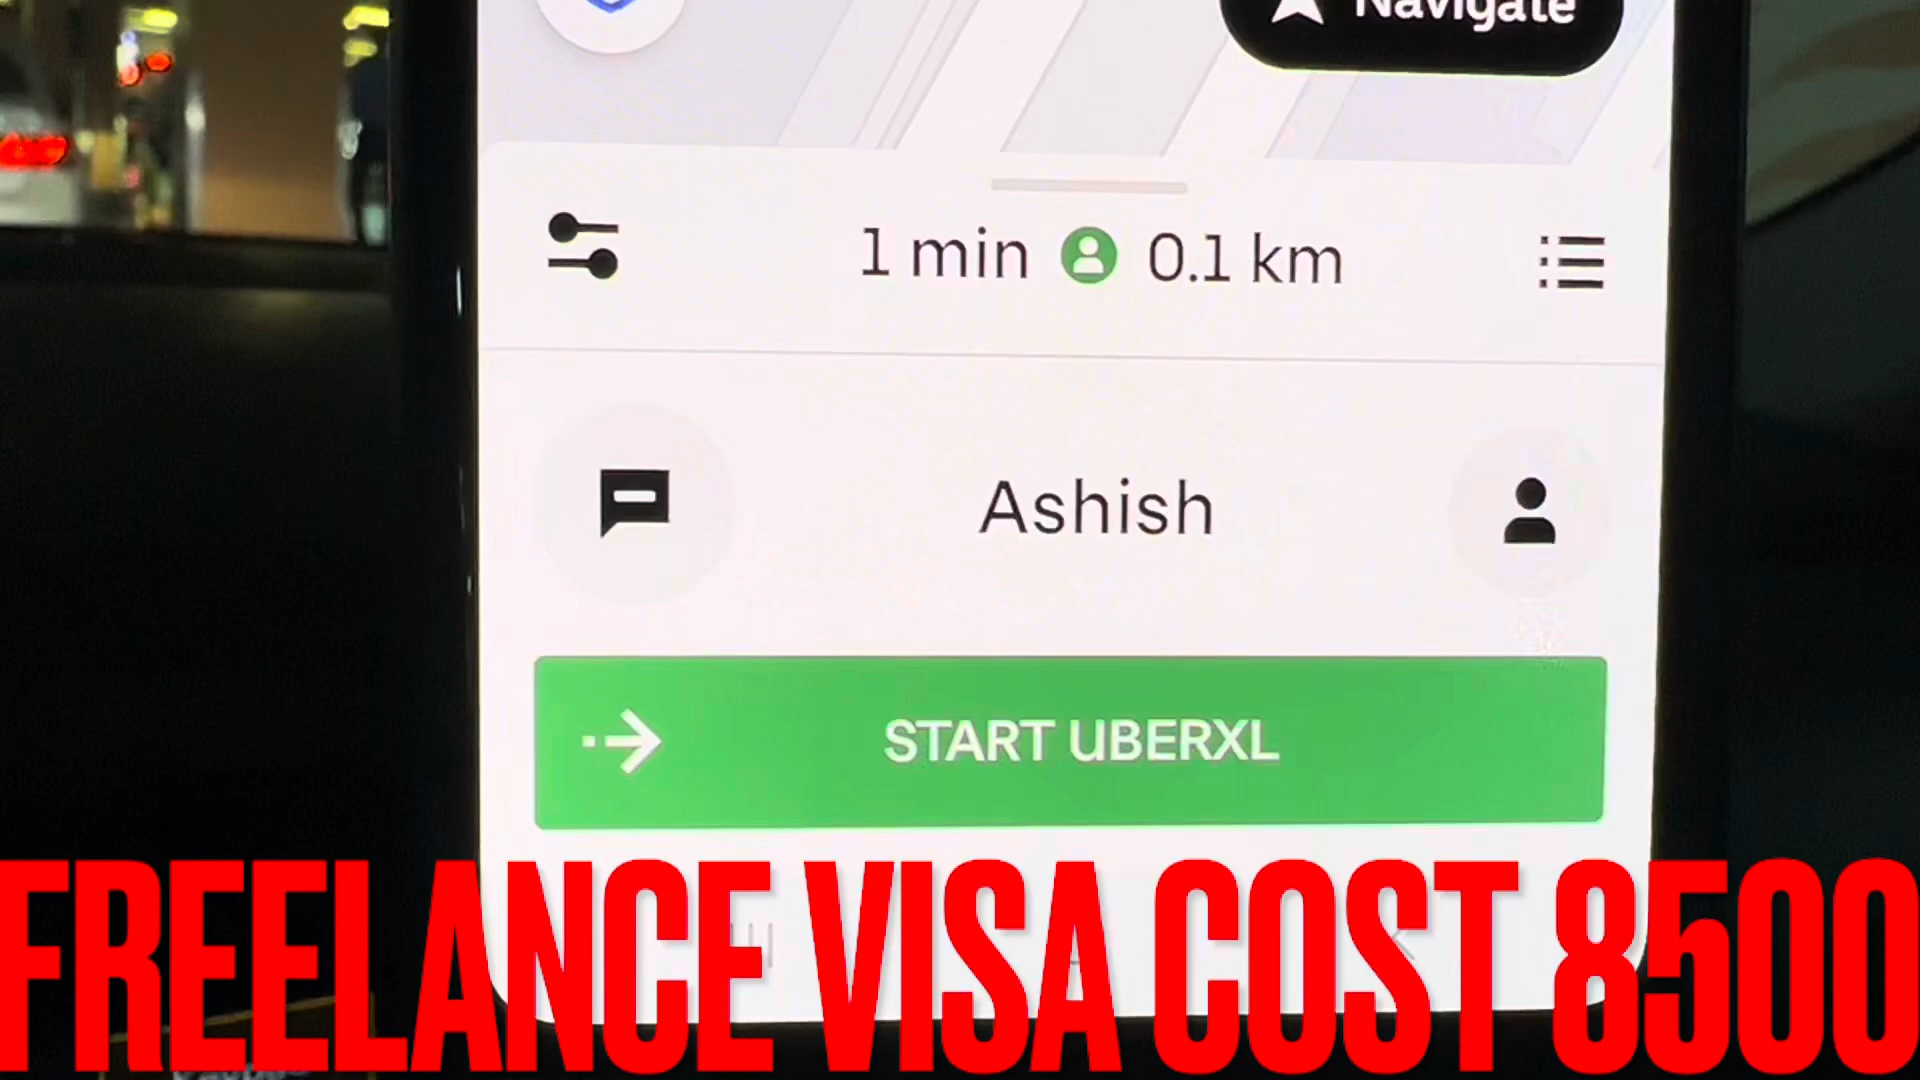 Navigate
1 min 0.1 km
Ashish
START UBERXL
FREELANCE VISA COST 8500